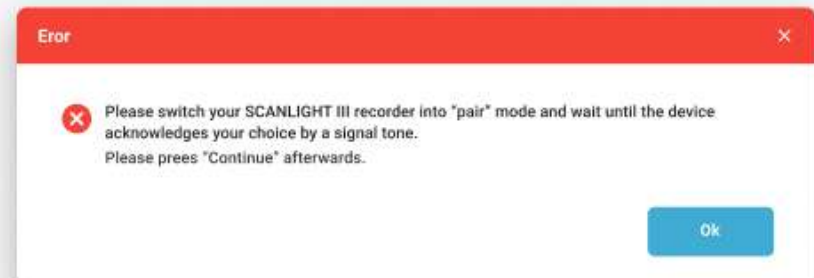 Eror
Please switch your SCANLIGHT III recorder into "pair" mode and wait until the device
acknowledges your choice by a signal tone.
Please prees "Continue" afterwards.
Ok